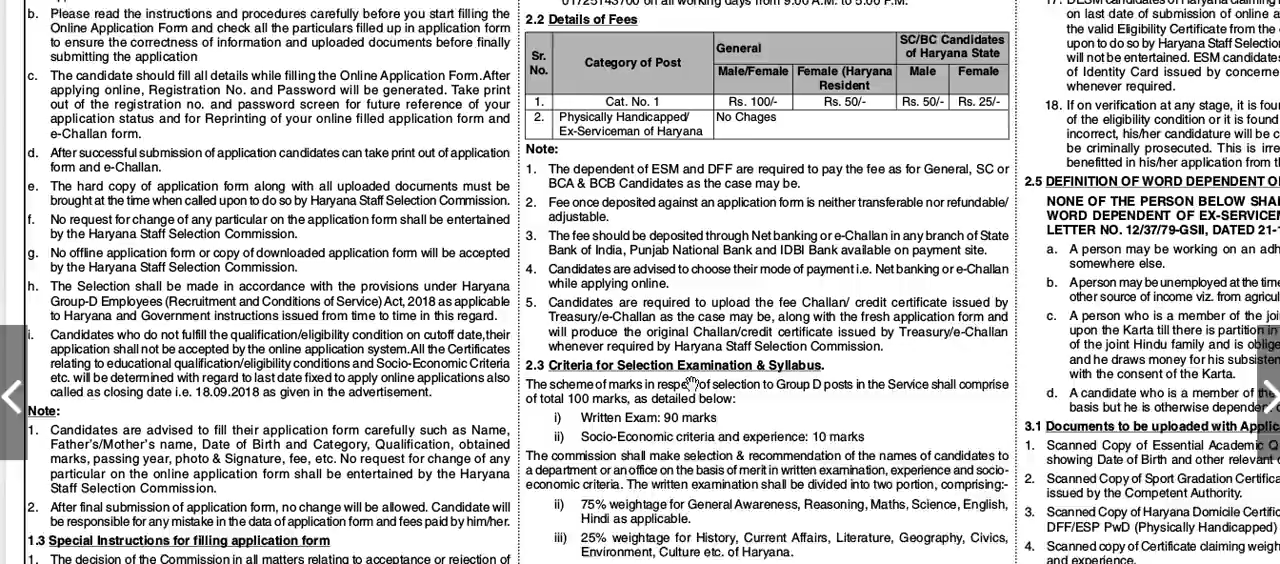 b. Please read the instructions and procedures carefully before you start filling the
Online Application Form and check all the particulars filled up in application form
to ensure the correctness of information and uploaded documents before finally
submitting the application
c. The candidate should fill all details while filling the Online Application Form.After
applying online, Registration No. and Password will be generated. Take print
out of the registration no. and password screen for future reference of your
application status and for Reprinting of your online filled application form and
e-Challan form.
d. After successful submission of application candidates can take print out of application
form and e-Challan.
e. The hard copy of application form along with all uploaded documents must be
brought at the time when called upon to do so by Haryana Staff Selection Commission.
f. No request for change of any particular on the application form shall be entertained
by the Haryana Staff Selection Commission.
g. No offline application form or copy of downloaded application form will be accepted
by the Haryana Staff Selection Commission.
h. The Selection shall be made in accordance with the provisions under Haryana
Group-D Employees (Recruitment and Conditions of Service) Act, 2018 as applicable
to Haryana and Government instructions issued from time to time in this regard.
i. Candidates who do not fulfill the qualification/eligibility condition on cutoff date,their
application shall not be accepted by the online application system.All the Certificates
relating to educational qualification/eligibility conditions and Socio-Economic Criteria
etc. will be determined with regard to last date fixed to apply online applications also
called as closing date i.e. 18.09.2018 as given in the advertisement.
Note:
1. Candidates are advised to fill their application form carefully such as Name,
Father's/Mother's name, Date of Birth and Category, Qualification, obtained
marks, passing year, photo & Signature, fee, etc. No request for change of any
particular on the online application form shall be entertained by the Haryana
Staff Selection Commission.
2. After final submission of application form, no change will be allowed. Candidate will
be responsible for any mistake in the data of application form and fees paid by him/her.
1.3 Special Instructions for filling application form
1. The decision of the Commission in all matters relating to acceptance or rejection of
01725143700 on all working days from 9.00 A.M. to 5.00 P.M.
2.2 Details of Fees
Sr. No. Category of Post General SC/BC Candidates of Haryana State
Male/Female Female (Haryana Resident Male Female
1. Cat. No. 1 Rs. 100/- Rs. 50/- Rs. 50/- Rs. 25/-
2. Physically Handicapped/ No Chages
Ex-Serviceman of Haryana
Note:
1. The dependent of ESM and DFF are required to pay the fee as for General, SC or
BCA & BCB Candidates as the case may be.
2. Fee once deposited against an application form is neither transferable nor refundable/
adjustable.
3. The fee should be deposited through Net banking or e-Challan in any branch of State
Bank of India, Punjab National Bank and IDBI Bank available on payment site.
4. Candidates are advised to choose their mode of payment i.e. Net banking or e-Challan
while applying online.
5. Candidates are required to upload the fee Challan/ credit certificate issued by
Treasury/e-Challan as the case may be, along with the fresh application form and
will produce the original Challan/credit certificate issued by Treasury/e-Challan
whenever required by Haryana Staff Selection Commission.
2.3 Criteria for Selection Examination & Syllabus.
The scheme of marks in respect of selection to Group D posts in the Service shall comprise
of total 100 marks, as detailed below:
i) Written Exam: 90 marks
ii) Socio-Economic criteria and experience: 10 marks
The commission shall make selection & recommendation of the names of candidates to
a department or an office on the basis of merit in written examination, experience and socio-
economic criteria. The written examination shall be divided into two portion, comprising:-
ii) 75% weightage for General Awareness, Reasoning, Maths, Science, English,
Hindi as applicable.
iii) 25% weightage for History, Current Affairs, Literature, Geography, Civics,
Environment, Culture etc. of Haryana.
on last date of submission of online a
the valid Eligibility Certificate from the
upon to do so by Haryana Staff Selection
will not be entertained. ESM candidates
of Identity Card issued by concerne
whenever required.
18. If on verification at any stage, it is fou
of the eligibility condition or it is found
incorrect, his/her candidature will be c
be criminally prosecuted. This is irre
benefitted in his/her application from t
2.5 DEFINITION OF WORD DEPENDENT O
NONE OF THE PERSON BELOW SHA
WORD DEPENDENT OF EX-SERVICE
LETTER NO. 12/37/79-GSII, DATED 21-1
a. A person may be working on an adh
somewhere else.
b. A person may be unemployed at the time
other source of income viz. from agricul
c. A person who is a member of the joi
upon the Karta till there is partition
of the joint Hindu family and is oblige
and he draws money for his subsisten
with the consent of the Karta.
d. A candidate who is a member of the
basis but he is otherwise dependen
3.1 Documents to be uploaded with Applic
1. Scanned Copy of Essential Academic Q
showing Date of Birth and other relevant
2. Scanned Copy of Sport Gradation Certifica
issued by the Competent Authority.
3. Scanned Copy of Haryana Domicile Certific
DFF/ESP PwD (Physically Handicapped)
4. Scanned copy of Certificate claiming weigh
and experience.